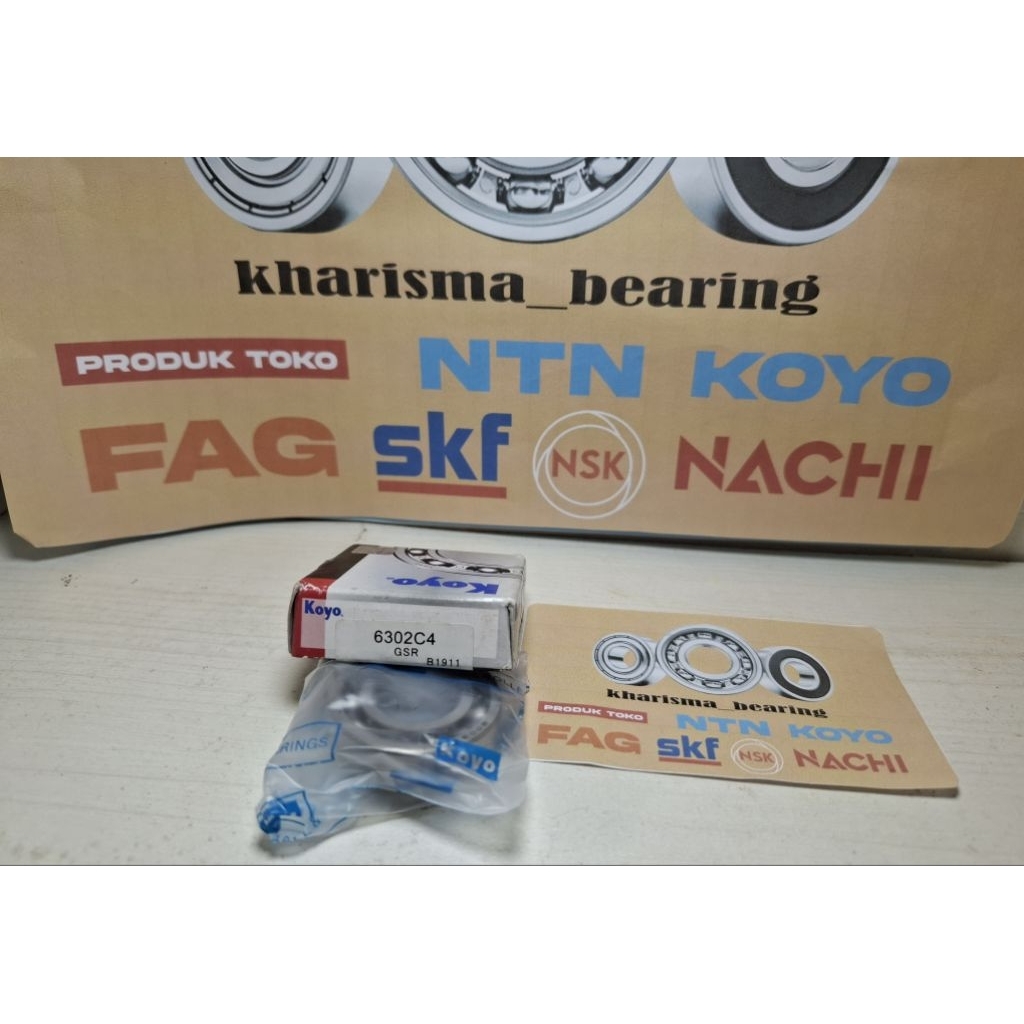 kharisma_bearing
PRODUK TOKO
NTN KOYO
FAG skf NSK NACHI
Koyo
Koyo
6302C4
GSR
B1911
RINGS
Koyo
kharisma_bearing
PRODUK TOKO
NTN KOYO
FAG skf NSK NACHI